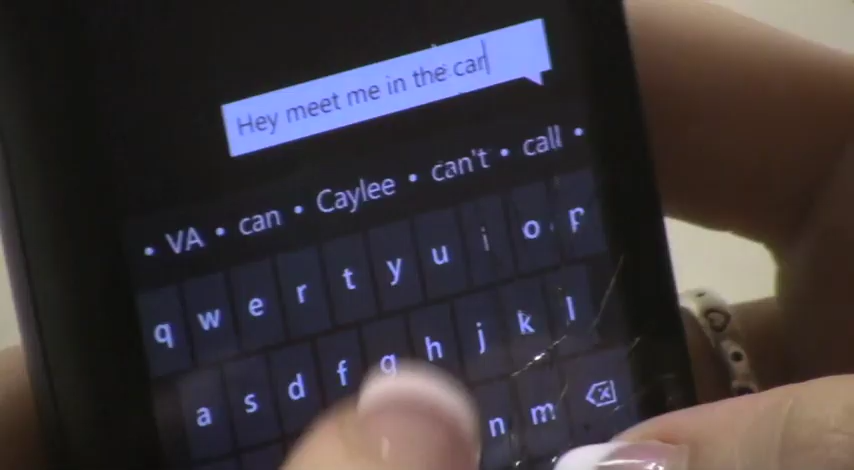 Hey meet me in the car
• VA • can • Caylee • can't • call •
q w e r t y u i o p
a s d f g h j k l
n m